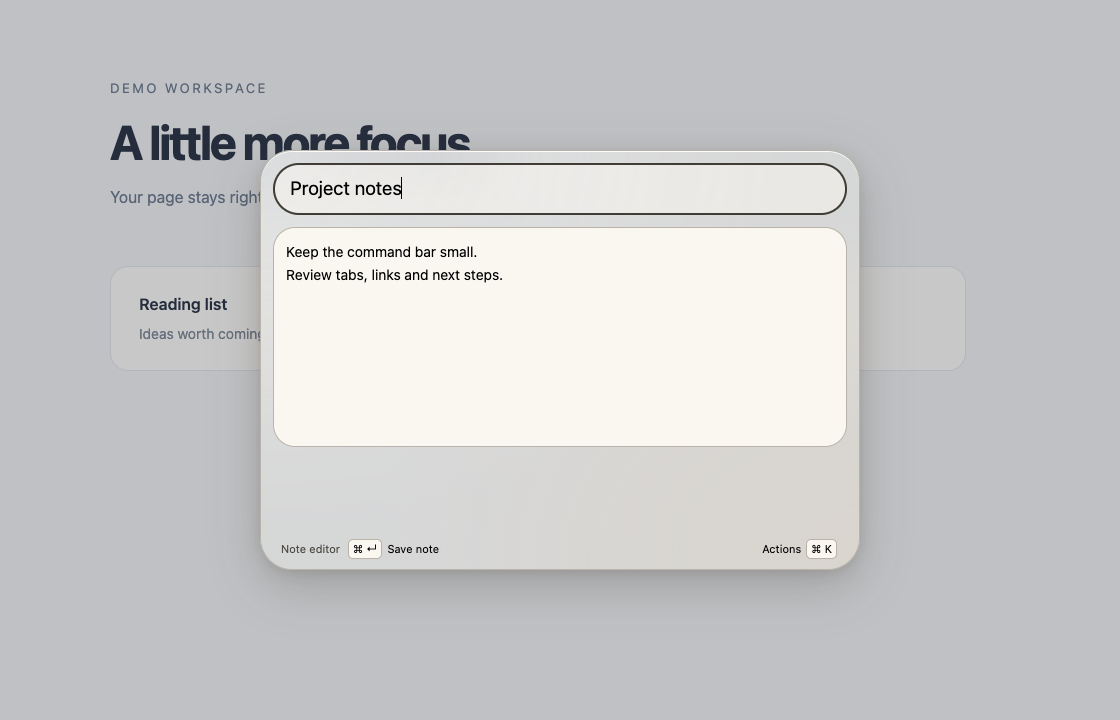 DEMO WORKSPACE
A little more focus
Your page stays right
Project notes
Keep the command bar small.
Review tabs, links and next steps.
Reading list
Ideas worth coming
Note editor ⌘ ↵ Save note
Actions ⌘ K